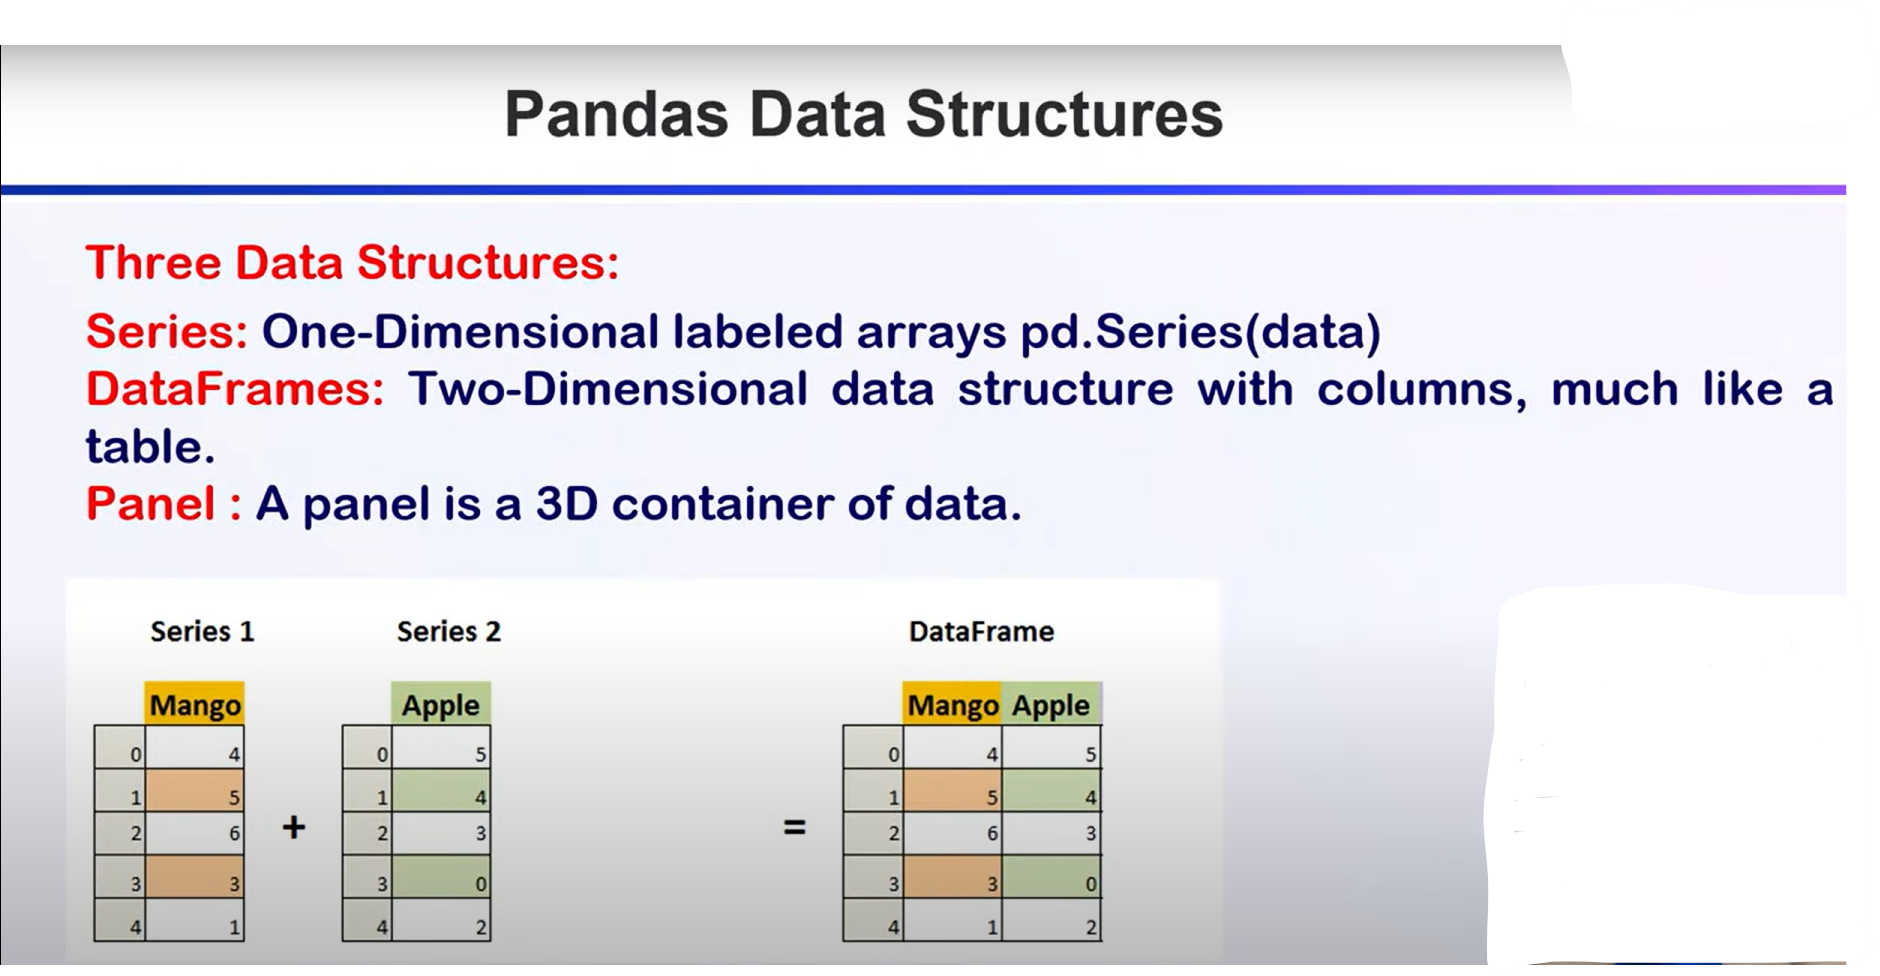 Pandas Data Structures
Three Data Structures:
Series: One-Dimensional labeled arrays pd.Series(data)
DataFrames: Two-Dimensional data structure with columns, much like a
table.
Panel : A panel is a 3D container of data.
Series 1 Series 2 DataFrame
Mango Apple Mango Apple
0 4 0 5 0 4 5
1 5 1 4 1 5 4
2 6 + 2 3 = 2 6 3
3 3 3 0 3 3 0
4 1 4 2 4 1 2